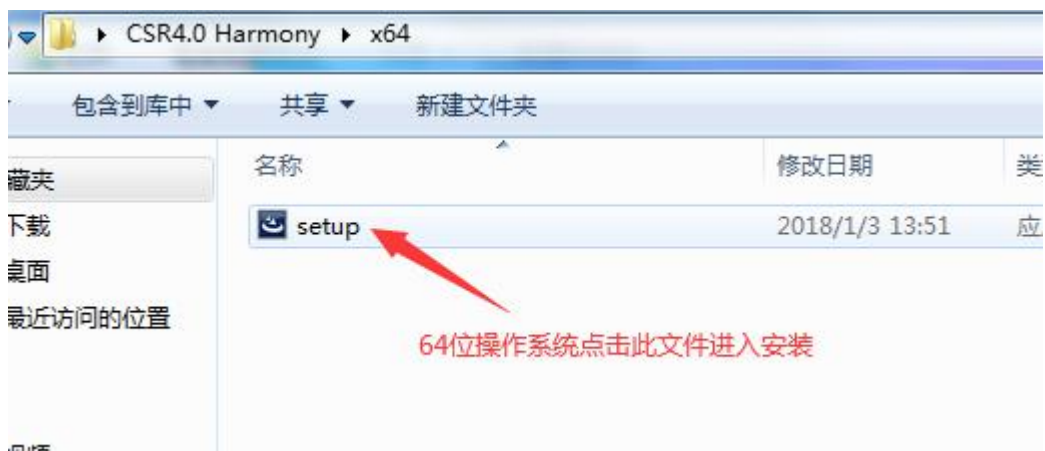 CSR4.0 Harmony ▸ x64
包含到库中 共享 新建文件夹
名称 修改日期 类
藏夹
下载
setup 2018/1/3 13:51 应
桌面
最近访问的位置
64位操作系统点击此文件进入安装